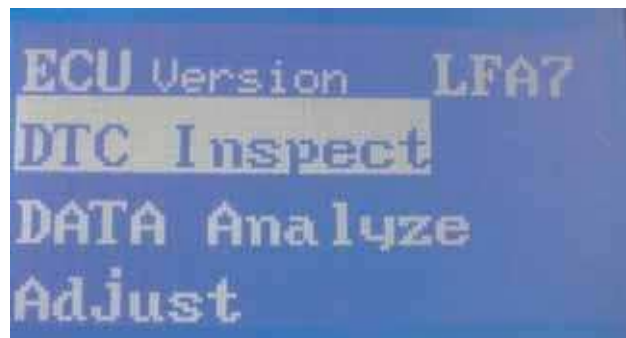 ECU Version LFA7
DTC Inspect
DATA Analyze
Adjust